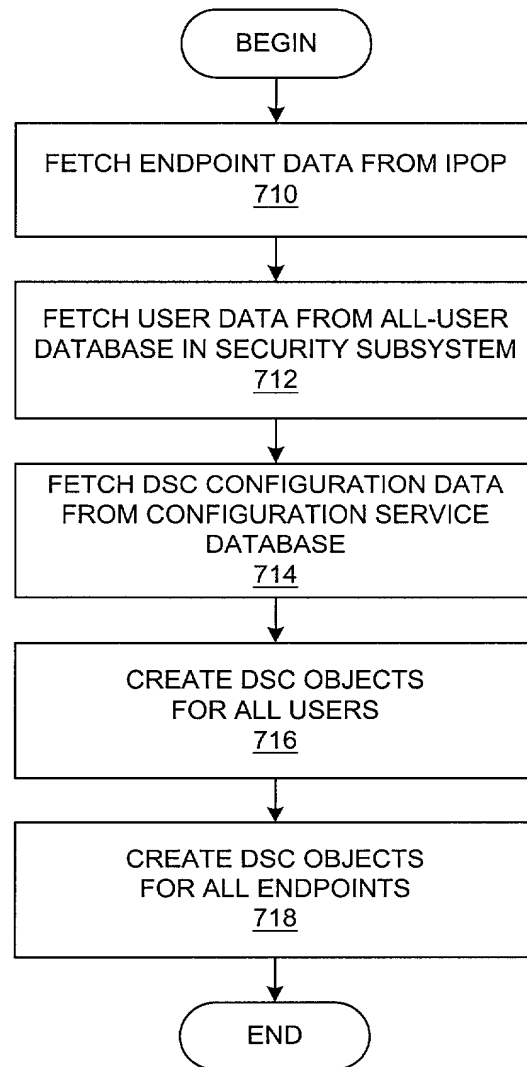 BEGIN
FETCH ENDPOINT DATA FROM IPOP
710
FETCH USER DATA FROM ALL-USER
DATABASE IN SECURITY SUBSYSTEM
712
FETCH DSC CONFIGURATION DATA
FROM CONFIGURATION SERVICE
DATABASE
714
CREATE DSC OBJECTS
FOR ALL USERS
716
CREATE DSC OBJECTS
FOR ALL ENDPOINTS
718
END